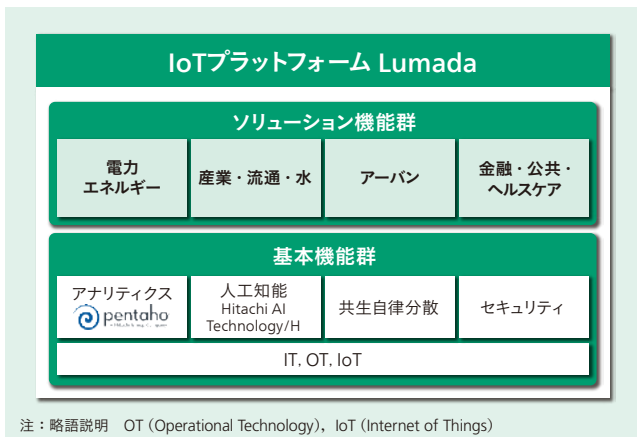 IoTプラットフォーム Lumada
ソリューション機能群
電力
エネルギー
産業・流通・水
アーバン
金融・公共・
ヘルスケア
基本機能群
アナリティクス
pentaho
人工知能
Hitachi AI
Technology/H
共生自律分散
セキュリティ
IT, OT, IoT
注：略語説明　OT（Operational Technology），IoT（Internet of Things）